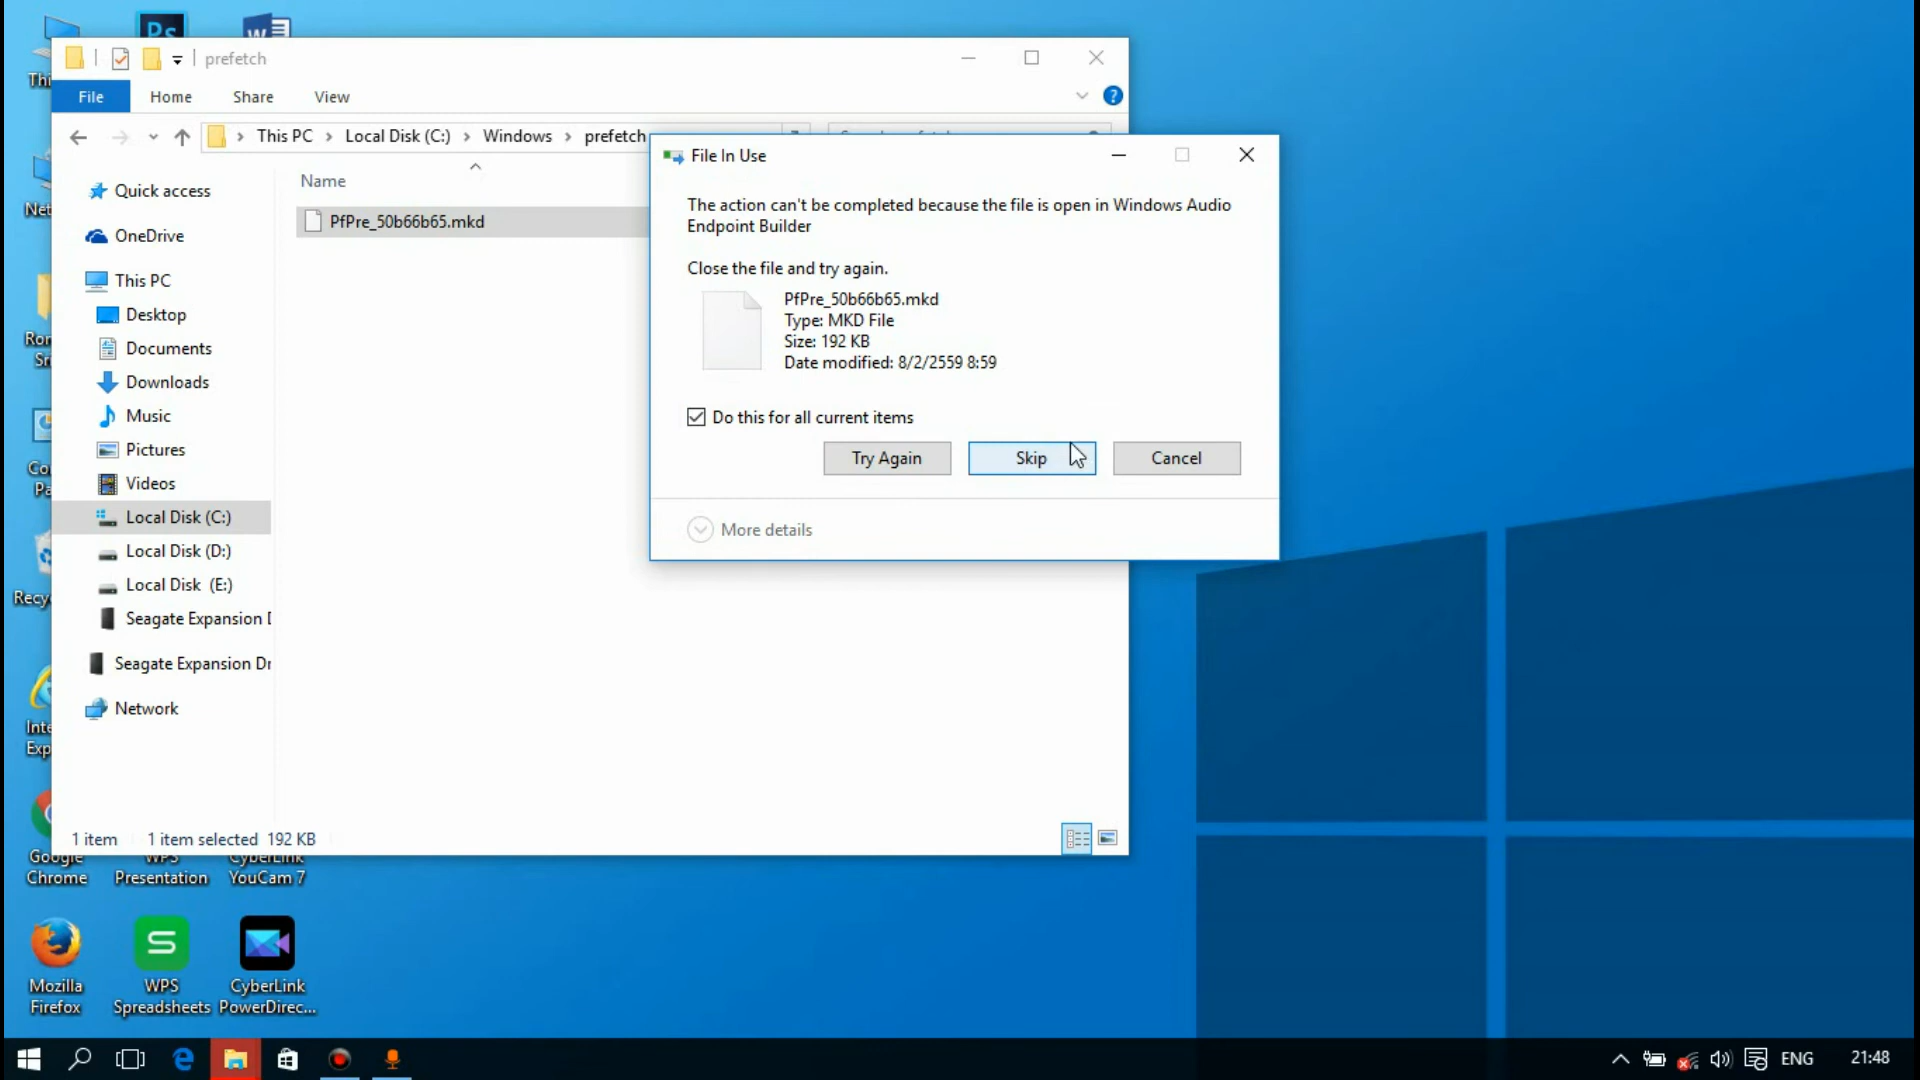 prefetch
File
Home
Share
View
This PC
Local Disk (C:)
Windows
prefetch
Name
PfPre_50b66b65.mkd
Quick access
OneDrive
This PC
Desktop
Documents
Downloads
Music
Pictures
Videos
Local Disk (C:)
Local Disk (D:)
Local Disk (E:)
Seagate Expansion D
Seagate Expansion Dr
Network
1 item
1 item selected 192 KB
File In Use
The action can't be completed because the file is open in Windows Audio
Endpoint Builder
Close the file and try again.
PfPre_50b66b65.mkd
Type: MKD File
Size: 192 KB
Date modified: 8/2/2559 8:59
Do this for all current items
Try Again
Skip
Cancel
More details
Ps
W
Google
Chrome
WPS
Presentation
CyberLink
YouCam 7
S
Mozilla
Firefox
WPS
Spreadsheets
CyberLink
PowerDirec...
ENG
21:48